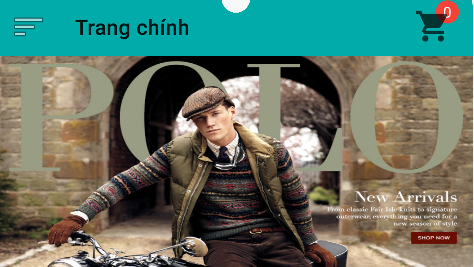 Trang chính
0
POLO
New Arrivals
From classic Fair Isle knits to signature
outerwear, everything you need for a
new season of style
SHOP NOW